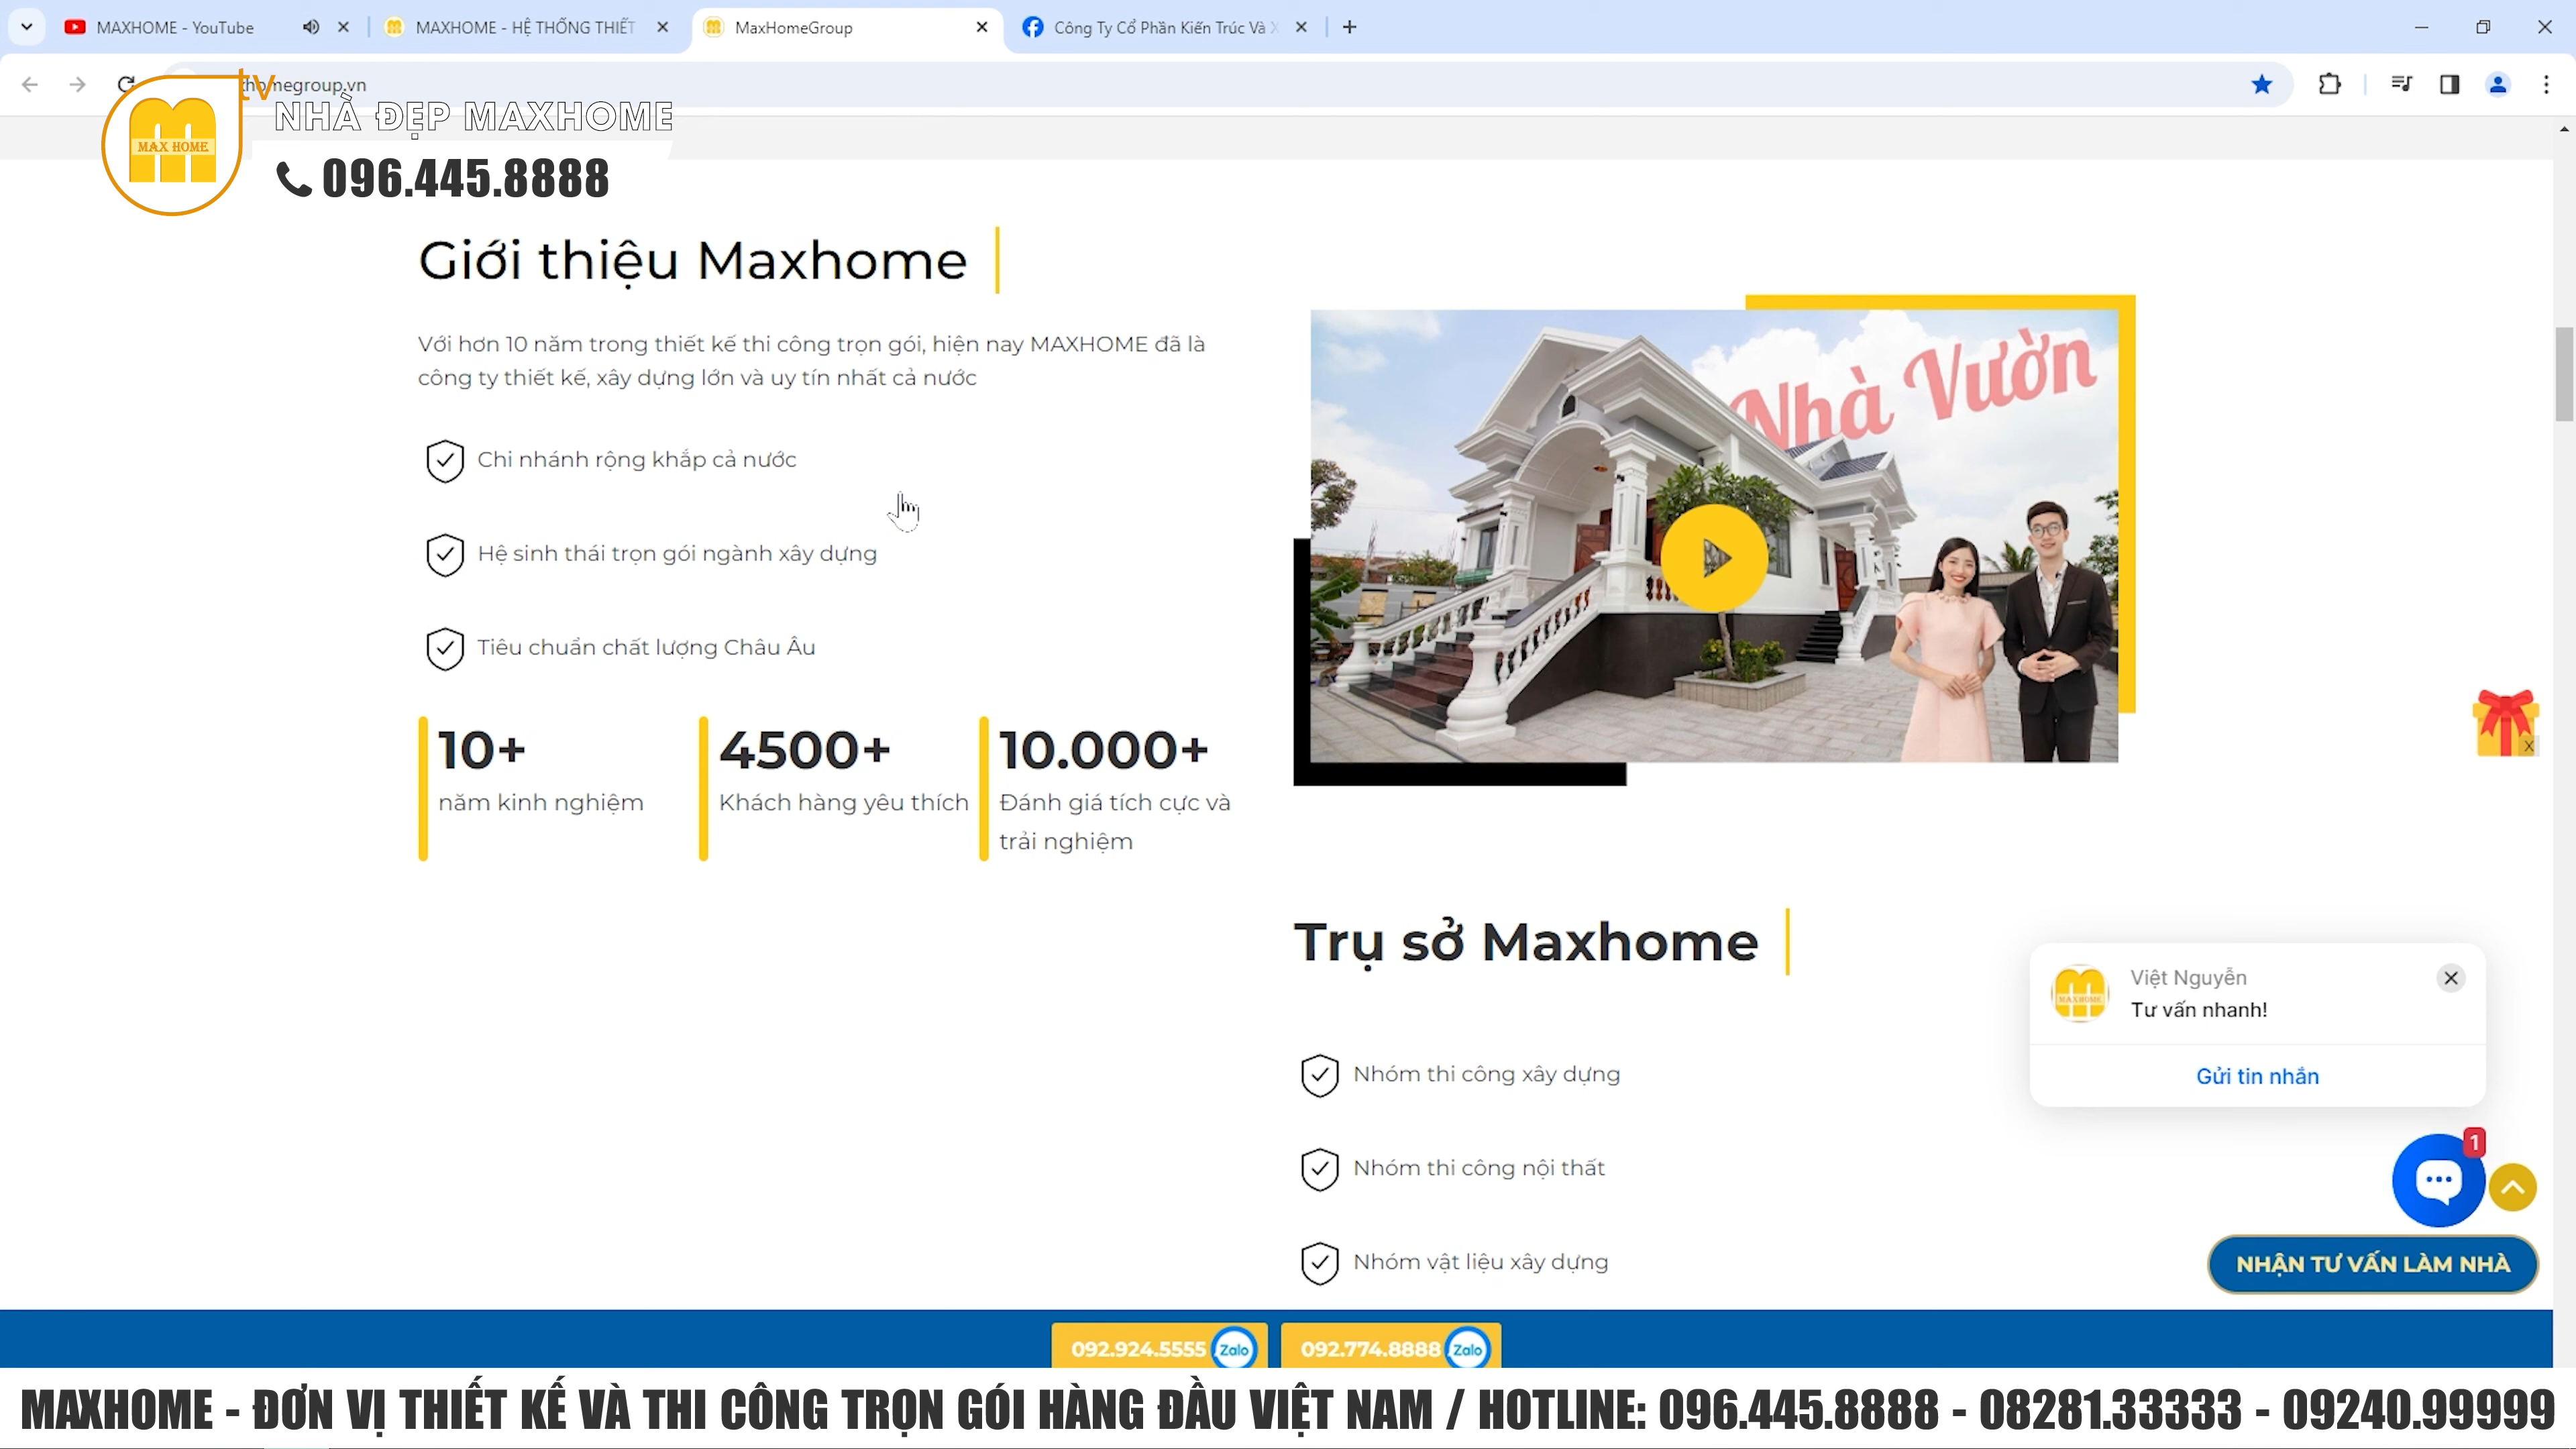 MAXHOME - YouTube
MAXHOME - HỆ THỐNG THIẾT
MaxHomeGroup
Công Ty Cổ Phần Kiến Trúc Và X
homegroup.vn
tv
NHÀ ĐẸP MAXHOME
MAX HOME
096.445.8888
Giới thiệu Maxhome
Với hơn 10 năm trong thiết kế thi công trọn gói, hiện nay MAXHOME đã là
công ty thiết kế, xây dựng lớn và uy tín nhất cả nước
Chi nhánh rộng khắp cả nước
Hệ sinh thái trọn gói ngành xây dựng
Tiêu chuẩn chất lượng Châu Âu
10+
năm kinh nghiệm
4500+
Khách hàng yêu thích
10.000+
Đánh giá tích cực và
trải nghiệm
Nhà Vườn
X
Trụ sở Maxhome
Nhóm thi công xây dựng
Nhóm thi công nội thất
Nhóm vật liệu xây dựng
MAXHOME
Việt Nguyễn
Tư vấn nhanh!
Gửi tin nhắn
1
NHẬN TƯ VẤN LÀM NHÀ
092.924.5555 Zalo
092.774.8888 Zalo
MAXHOME - ĐƠN VỊ THIẾT KẾ VÀ THI CÔNG TRỌN GÓI HÀNG ĐẦU VIỆT NAM / HOTLINE: 096.445.8888 - 08281.33333 - 09240.99999